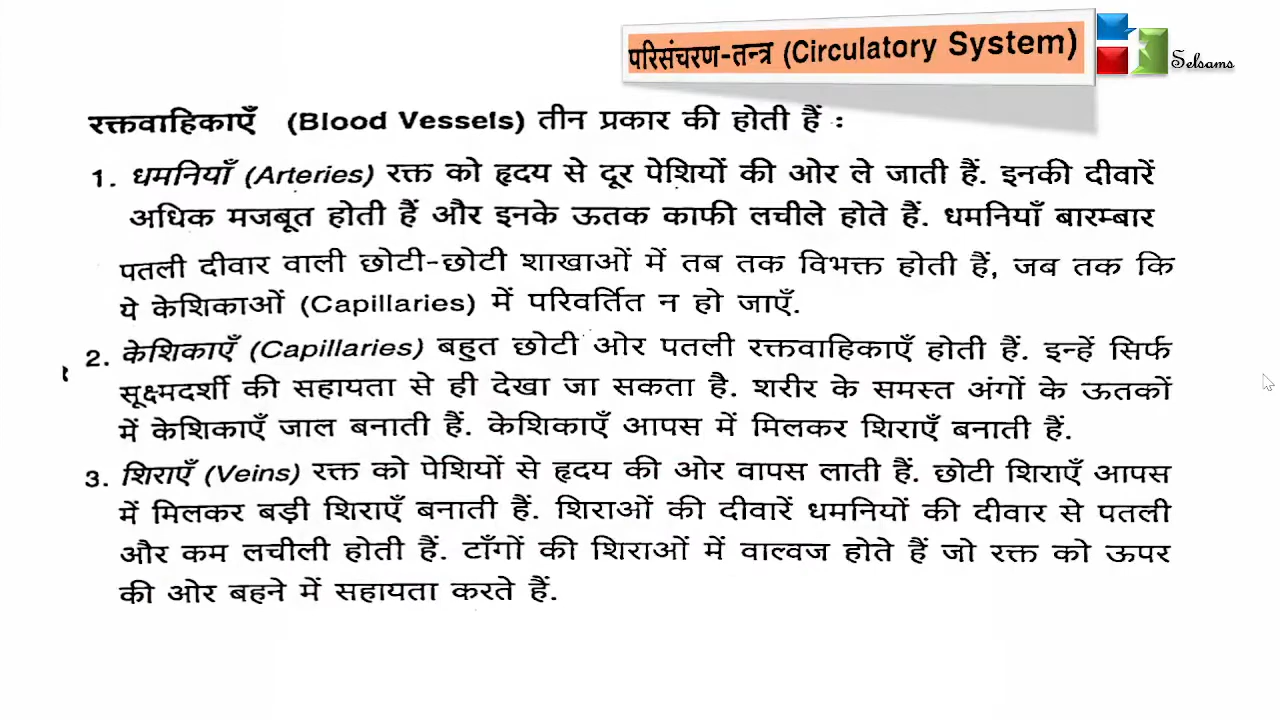 परिसंचरण-तन्त्र (Circulatory System)
Selsams
रक्तवाहिकाएँ (Blood Vessels) तीन प्रकार की होती हैं :
1. धमनियाँ (Arteries) रक्त को हृदय से दूर पेशियों की ओर ले जाती हैं. इनकी दीवारें
अधिक मजबूत होती हैं और इनके ऊतक काफी लचीले होते हैं. धमनियाँ बारम्बार
पतली दीवार वाली छोटी-छोटी शाखाओं में तब तक विभक्त होती हैं, जब तक कि
ये केशिकाओं (Capillaries) में परिवर्तित न हो जाएँ.
2. केशिकाएँ (Capillaries) बहुत छोटी ओर पतली रक्तवाहिकाएँ होती हैं. इन्हें सिर्फ
सूक्ष्मदर्शी की सहायता से ही देखा जा सकता है. शरीर के समस्त अंगों के ऊतकों
में केशिकाएँ जाल बनाती हैं. केशिकाएँ आपस में मिलकर शिराएँ बनाती हैं.
3. शिराएँ (Veins) रक्त को पेशियों से हृदय की ओर वापस लाती हैं. छोटी शिराएँ आपस
में मिलकर बड़ी शिराएँ बनाती हैं. शिराओं की दीवारें धमनियों की दीवार से पतली
और कम लचीली होती हैं. टाँगों की शिराओं में वाल्वज होते हैं जो रक्त को ऊपर
की ओर बहने में सहायता करते हैं.